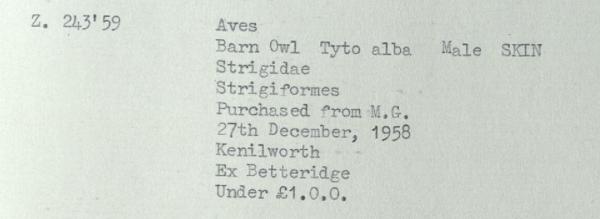 Z. 243'59 Aves
Barn Owl Tyto alba Male SKIN
Strigidae
Strigiformes
Purchased from M.G.
27th December, 1958
Kenilworth
Ex Betteridge
Under £1.0.0.